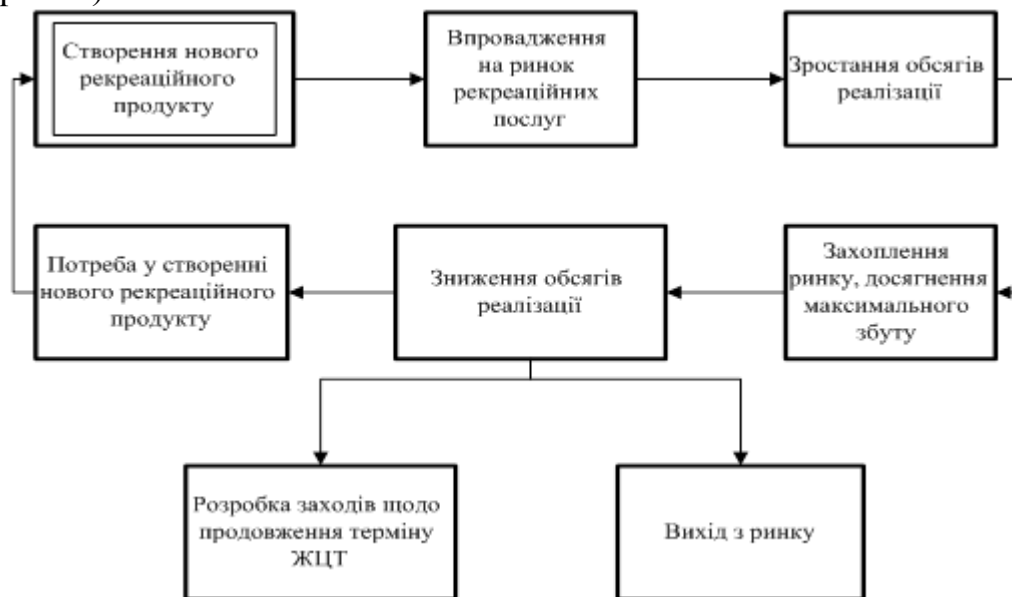 Створення нового
рекреаційного
продукту
Впровадження
на ринок
рекреаційних
послуг
Зростання обсягів
реалізації
Потреба у створенні
нового рекреаційного
продукту
Зниження обсягів
реалізації
Захоплення
ринку, досягнення
максимального
збуту
Розробка заходів щодо
продовження терміну
ЖЦТ
Вихід з ринку